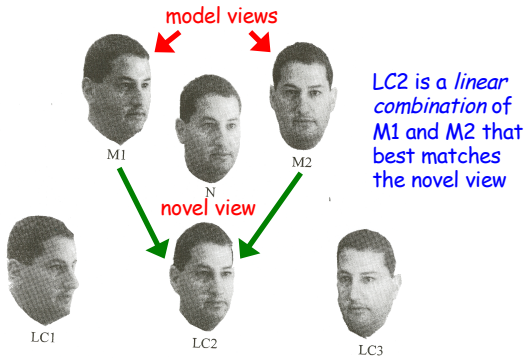 model views
LC2 is a linear
combination of
M1 and M2 that
best matches
the novel view
M1
M2
N
novel view
LC1
LC2
LC3